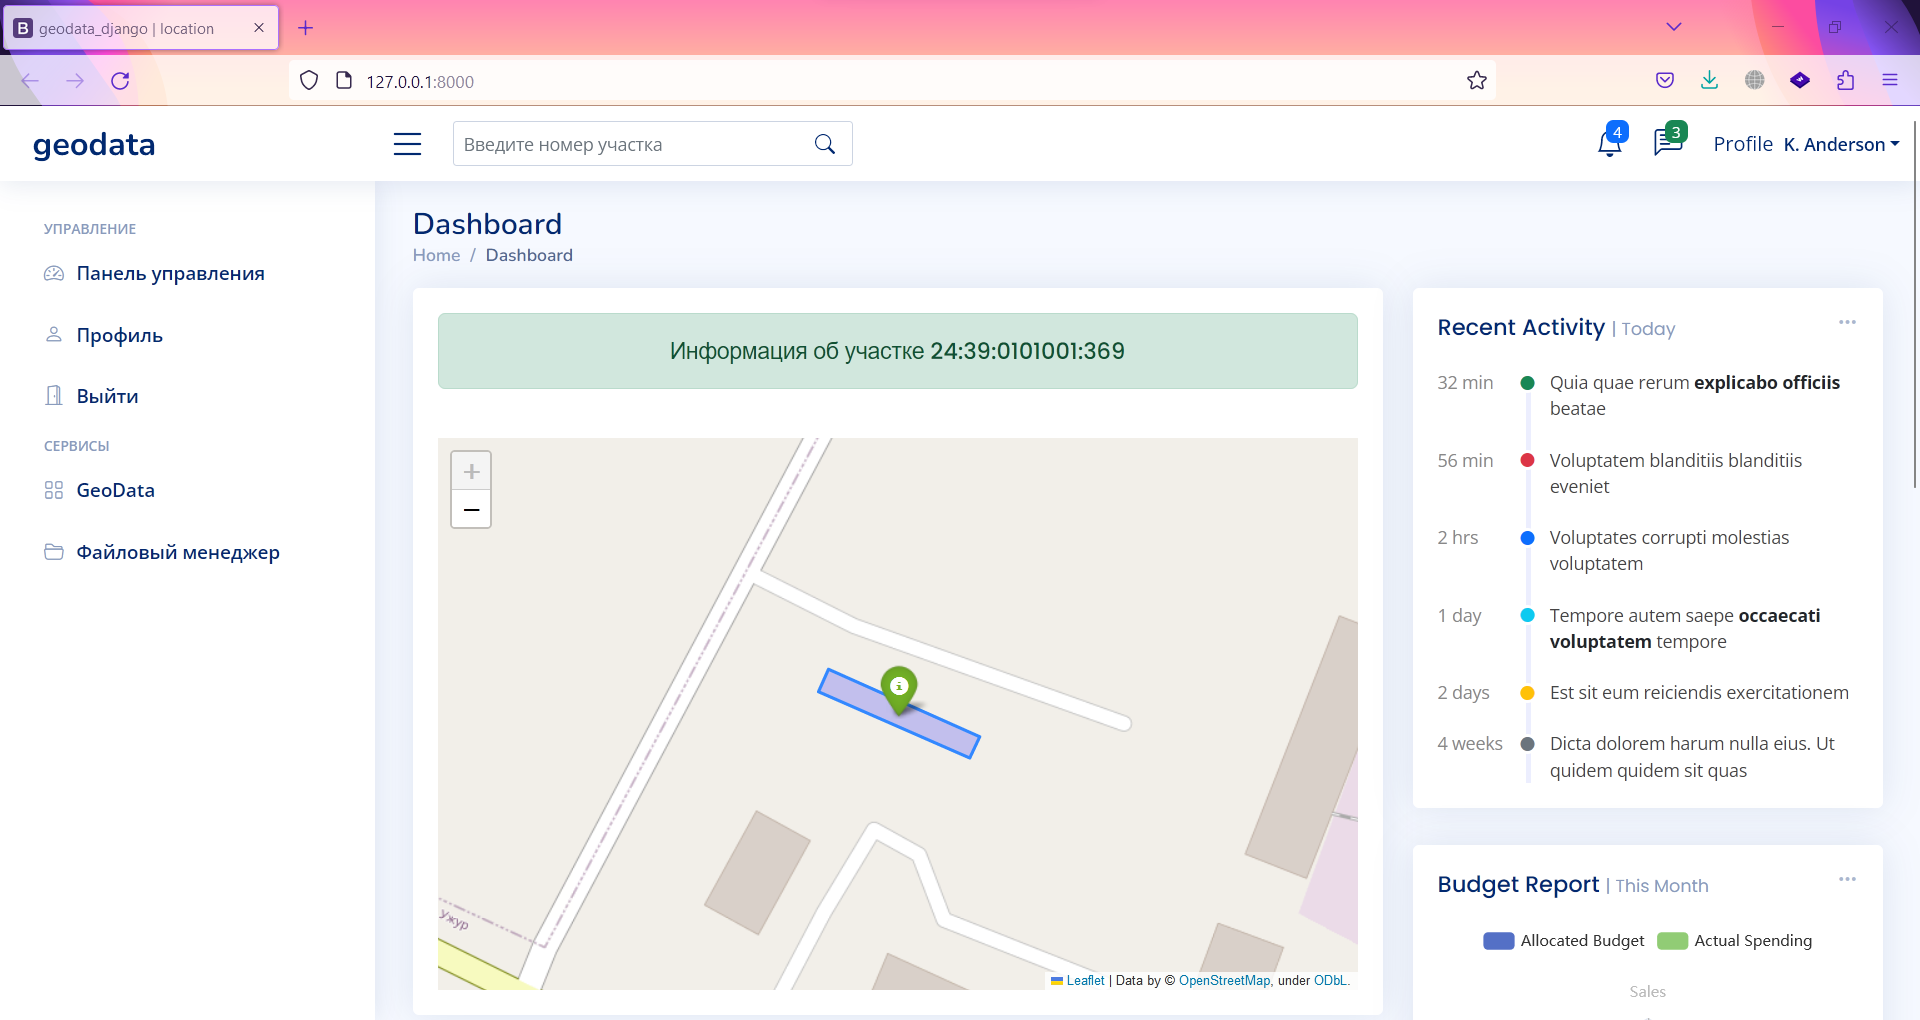 geodata_django | location
127.0.0.1:8000
geodata
Введите номер участка
4
3
Profile K. Anderson
УПРАВЛЕНИЕ
Панель управления
Профиль
Выйти
СЕРВИСЫ
GeoData
Файловый менеджер
Dashboard
Home / Dashboard
Информация об участке 24:39:0101001:369
+
−
Ужур
Leaflet | Data by © OpenStreetMap, under ODbL.
Recent Activity | Today
32 min
Quia quae rerum explicabo officiis
beatae
56 min
Voluptatem blanditiis blanditiis
eveniet
2 hrs
Voluptates corrupti molestias
voluptatem
1 day
Tempore autem saepe occaecati
voluptatem tempore
2 days
Est sit eum reiciendis exercitationem
4 weeks
Dicta dolorem harum nulla eius. Ut
quidem quidem sit quas
Budget Report | This Month
Allocated Budget
Actual Spending
Sales